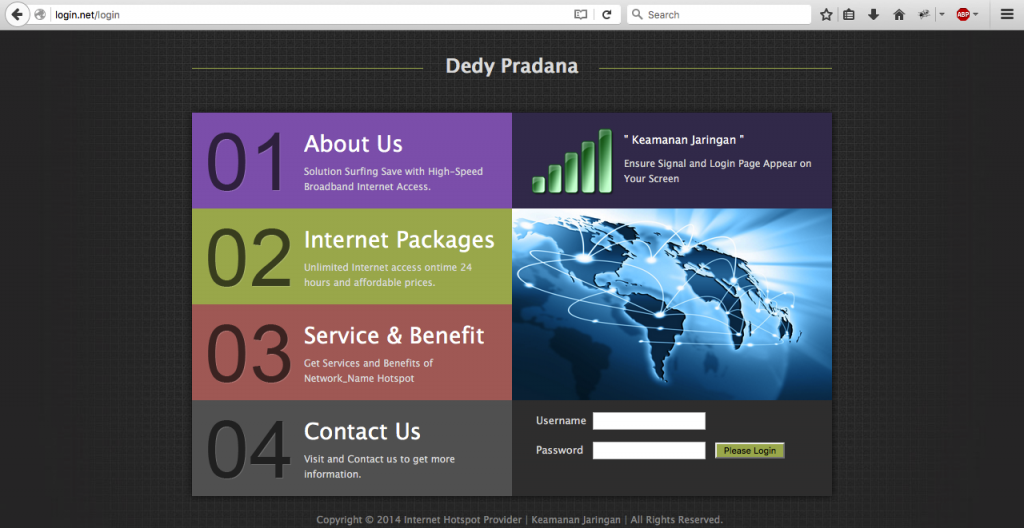 login.net/login
Search
ABP
Dedy Pradana
01
About Us
Solution Surfing Save with High-Speed
Broadband Internet Access.
" Keamanan Jaringan "
Ensure Signal and Login Page Appear on
Your Screen
02
Internet Packages
Unlimited Internet access ontime 24
hours and affordable prices.
03
Service & Benefit
Get Services and Benefits of
Network_Name Hotspot
04
Contact Us
Visit and Contact us to get more
information.
Username
Password
Please Login
Copyright © 2014 Internet Hotspot Provider | Keamanan Jaringan | All Rights Reserved.